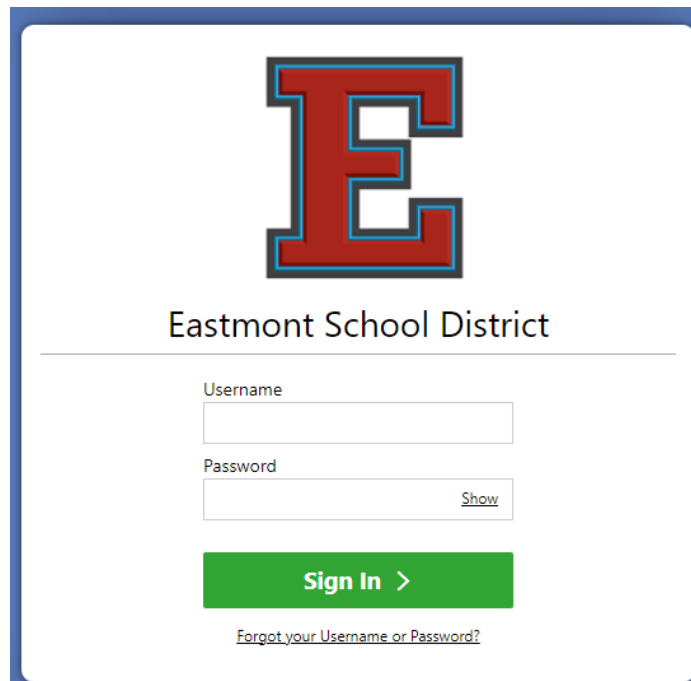 E
Eastmont School District
Username
Password
Show
Sign In
Forgot your Username or Password?